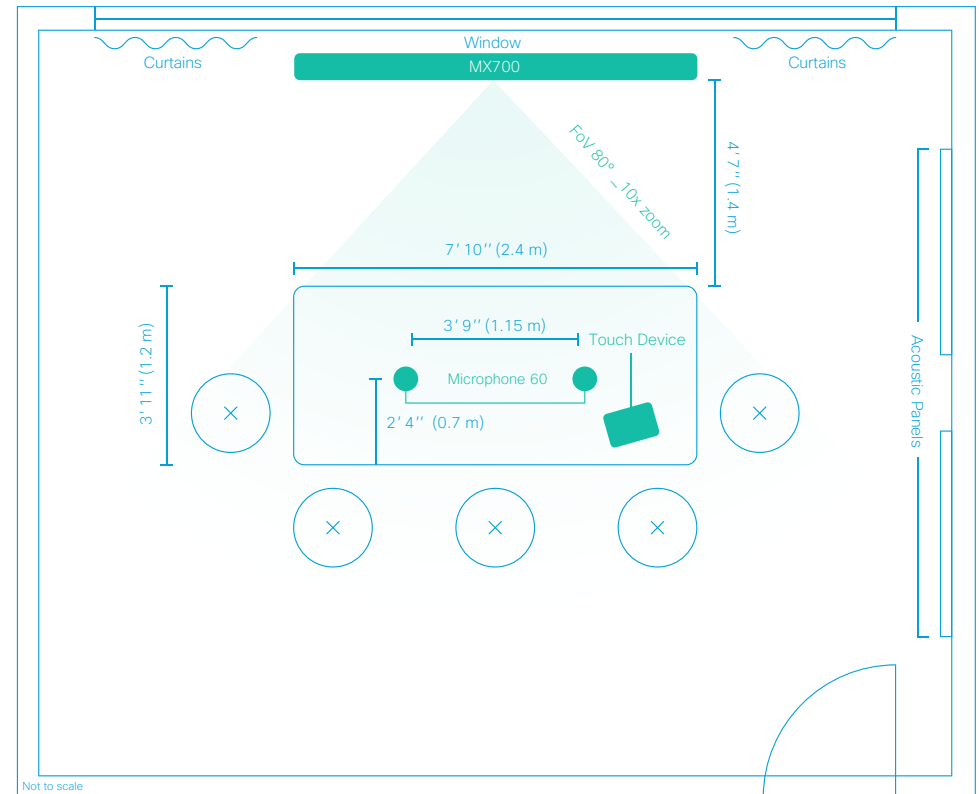 Window
Curtains
MX700
Curtains
FoV 80° _ 10x zoom
4' 7'' (1.4 m)
7' 10'' (2.4 m)
3' 9'' (1.15 m)
Touch Device
3' 11'' (1.2 m)
Microphone 60
Acoustic Panels
2' 4'' (0.7 m)
Not to scale